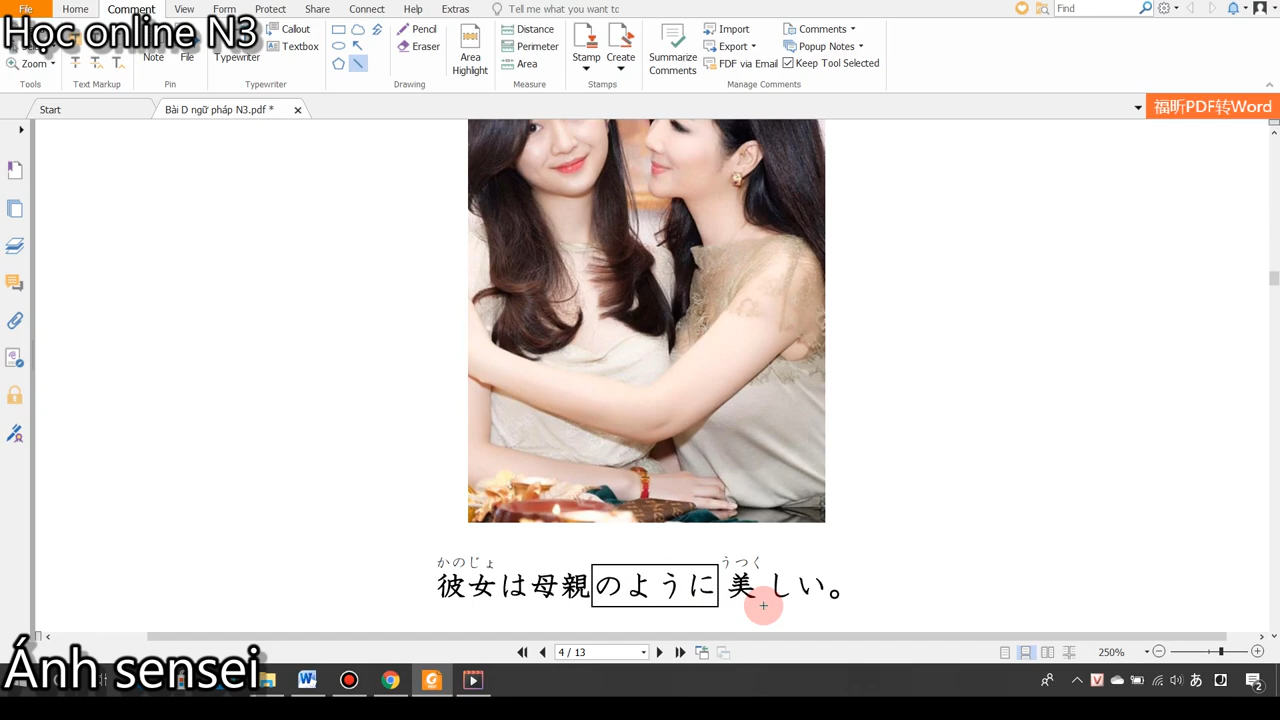 File Home Comment View Form Protect Share Connect Help Extras Tell me what you want to Find
Học online N3
Callout Pencil Distance Import Comments
Textbox Eraser Perimeter Export Popup Notes
Zoom Typewriter Note File Area Highlight Area Stamp Create Summarize Comments FDF via Email Keep Tool Selected
Tools Text Markup Pin Typewriter Drawing Measure Stamps Manage Comments
Start Bài D ngữ pháp N3.pdf * 福昕PDF转Word
かのじょ うつく
彼女は母親のように美しい。
4 / 13 250%
Ánh sensei
あ
2